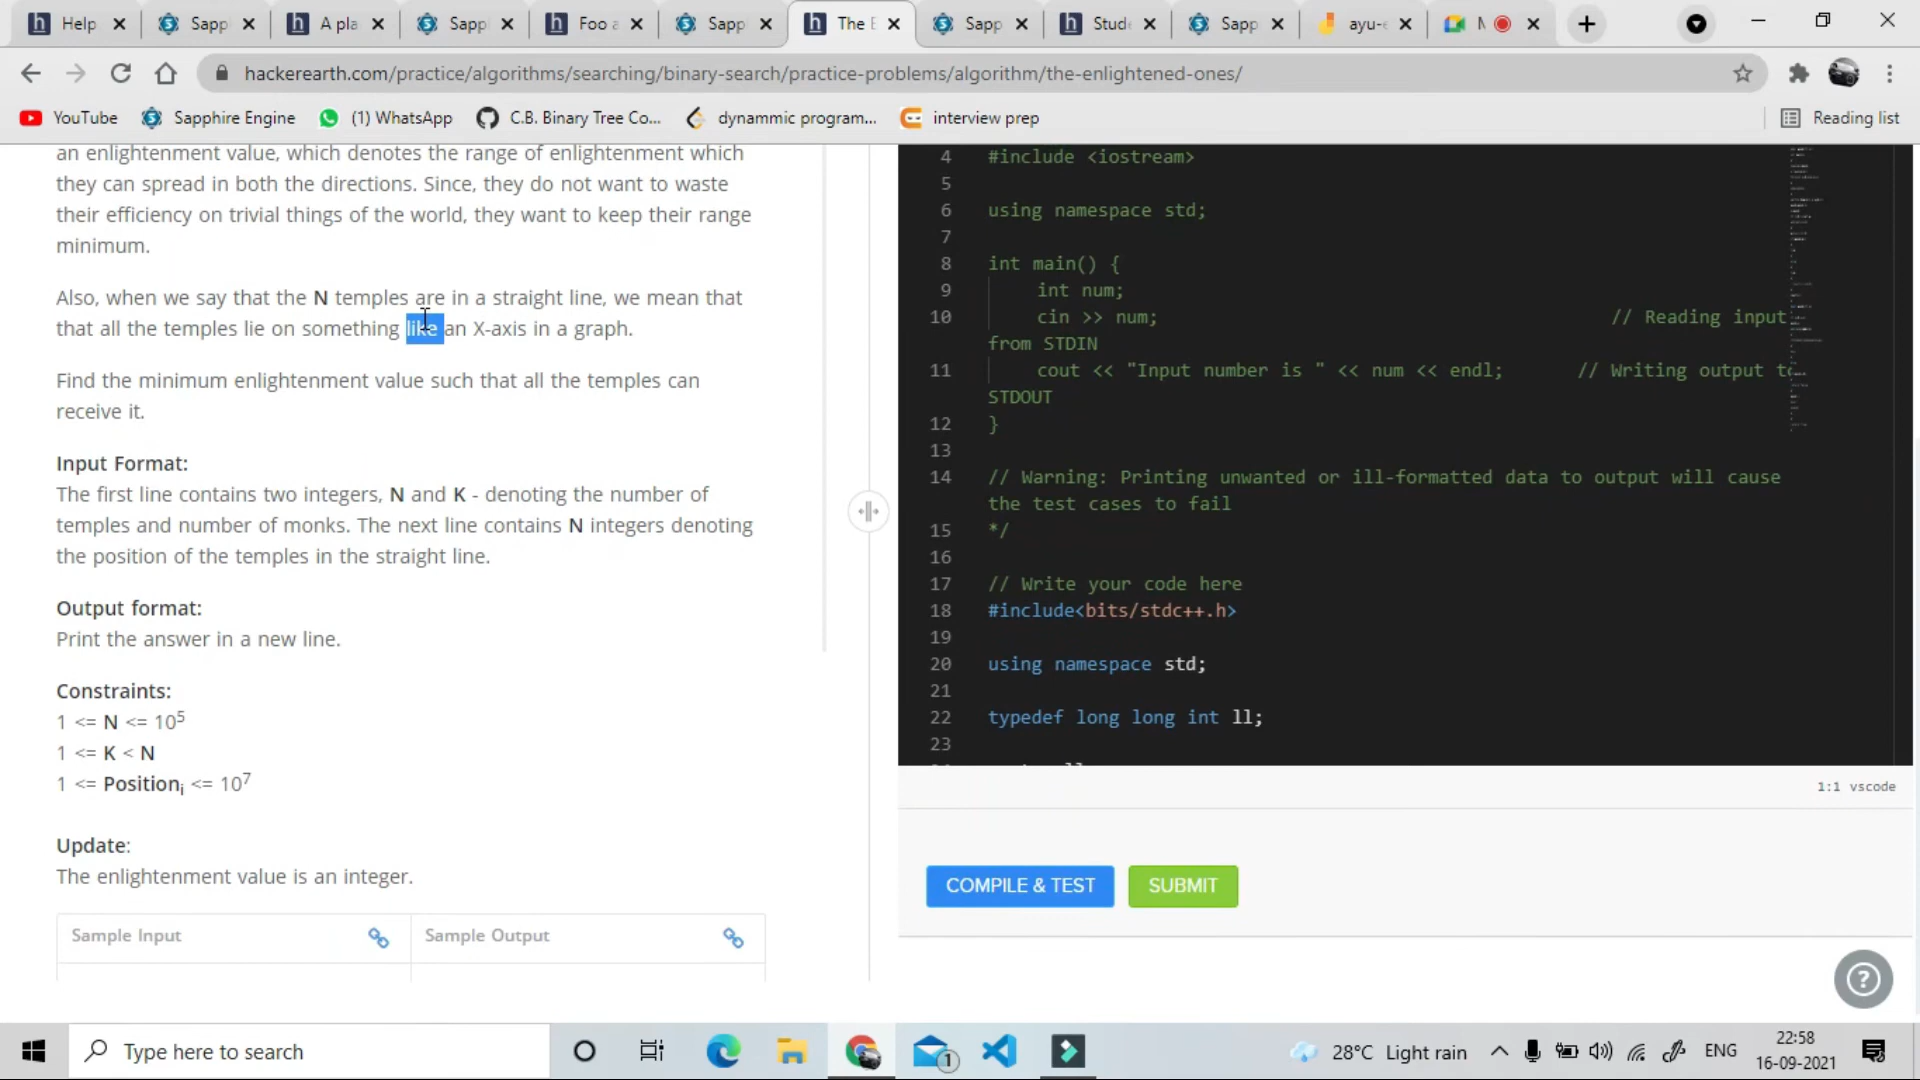 Help
Sapp
A pla
Sapp
Foo a
Sapp
The E
Sapp
Stud
Sapp
ayu-e
M
hackerearth.com/practice/algorithms/searching/binary-search/practice-problems/algorithm/the-enlightened-ones/
YouTube
Sapphire Engine
(1) WhatsApp
C.B. Binary Tree Co...
dynammic program...
interview prep
Reading list
an enlightenment value, which denotes the range of enlightenment which
they can spread in both the directions. Since, they do not want to waste
their efficiency on trivial things of the world, they want to keep their range
minimum.
Also, when we say that the N temples are in a straight line, we mean that
that all the temples lie on something like an X-axis in a graph.
Find the minimum enlightenment value such that all the temples can
receive it.
Input Format:
The first line contains two integers, N and K - denoting the number of
temples and number of monks. The next line contains N integers denoting
the position of the temples in the straight line.
Output format:
Print the answer in a new line.
Constraints:
1 <= N <= 10^5
1 <= K < N
1 <= Position_i <= 10^7
Update:
The enlightenment value is an integer.
Sample Input
Sample Output
4 #include <iostream>
5
6 using namespace std;
7
8 int main() {
9 int num;
10 cin >> num; // Reading input
from STDIN
11 cout << "Input number is " << num << endl; // Writing output to
STDOUT
12 }
13
14 // Warning: Printing unwanted or ill-formatted data to output will cause
the test cases to fail
15 */
16
17 // Write your code here
18 #include<bits/stdc++.h>
19
20 using namespace std;
21
22 typedef long long int ll;
23
1:1 vscode
COMPILE & TEST
SUBMIT
?
Type here to search
1
28°C Light rain
ENG
22:58
16-09-2021